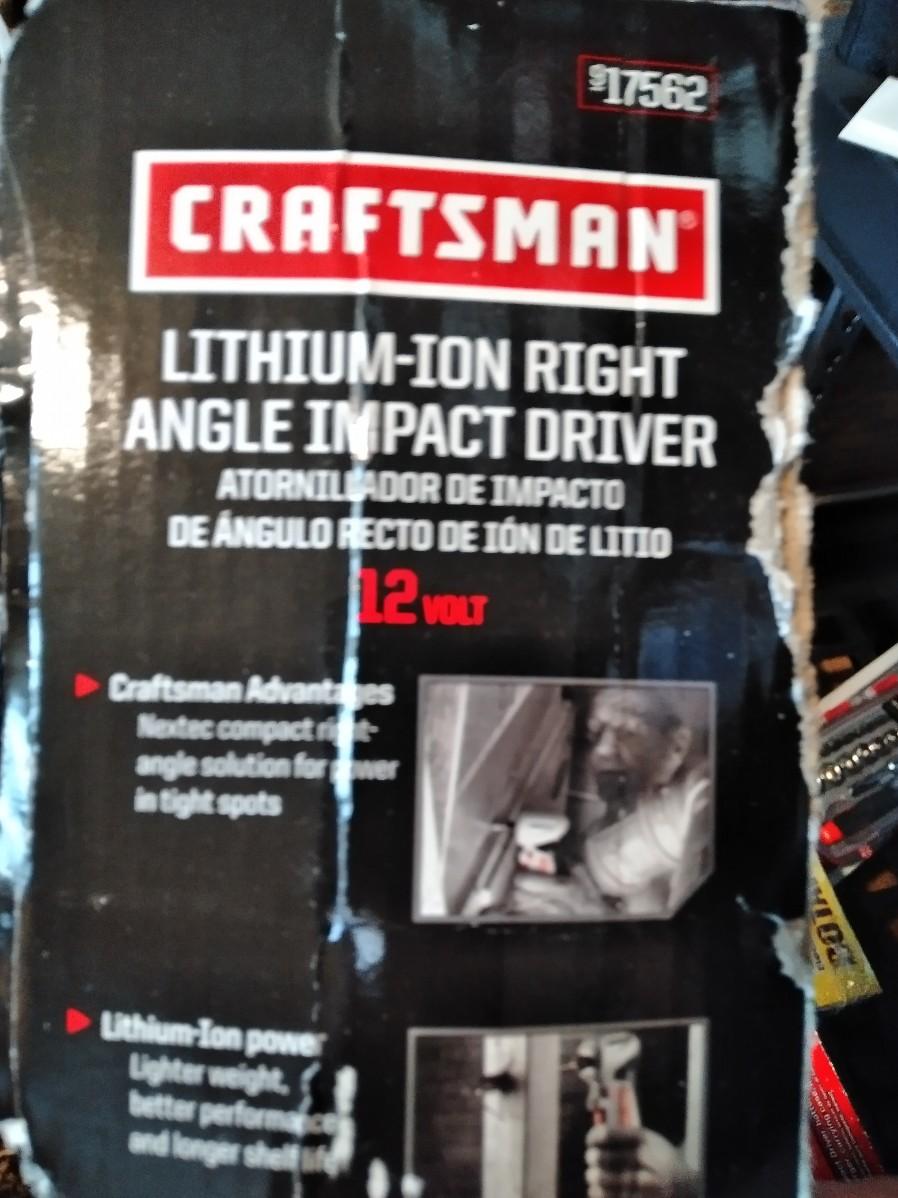 917562
CRAFTSMAN®
LITHIUM-ION RIGHT
ANGLE IMPACT DRIVER
ATORNILLADOR DE IMPACTO
DE ÁNGULO RECTO DE IÓN DE LITIO
12 VOLT
Craftsman Advantages
Nextec compact right-
angle solution for power
in tight spots
Lithium-Ion power
Lighter weight,
better performance
and longer shelf life